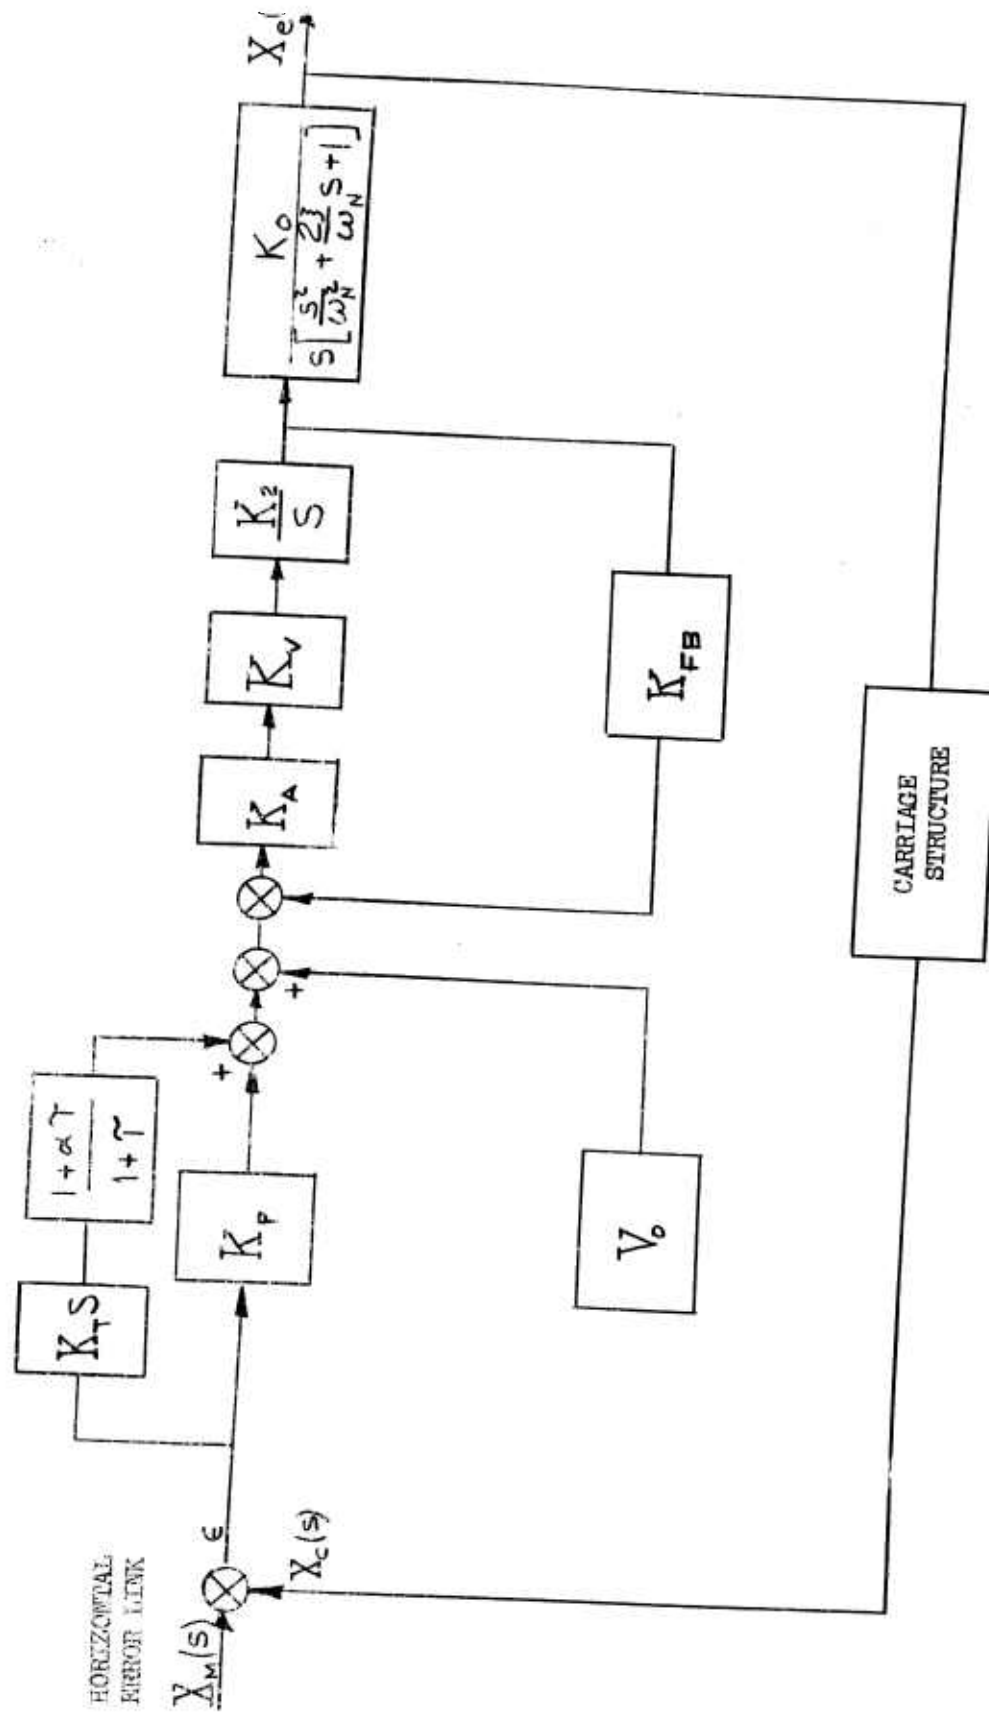 HORIZONTAL
ERROR LINK
X_M(S)
ε
X_c(s)
K_T S
1 + αT
1 + T
K_P
+
+
V_o
K_A
K_V
K_2
S
K_FB
K_o
S[S²/ω_N² + 2ξ/ω_N S + 1]
X_e(
CARRIAGE
STRUCTURE